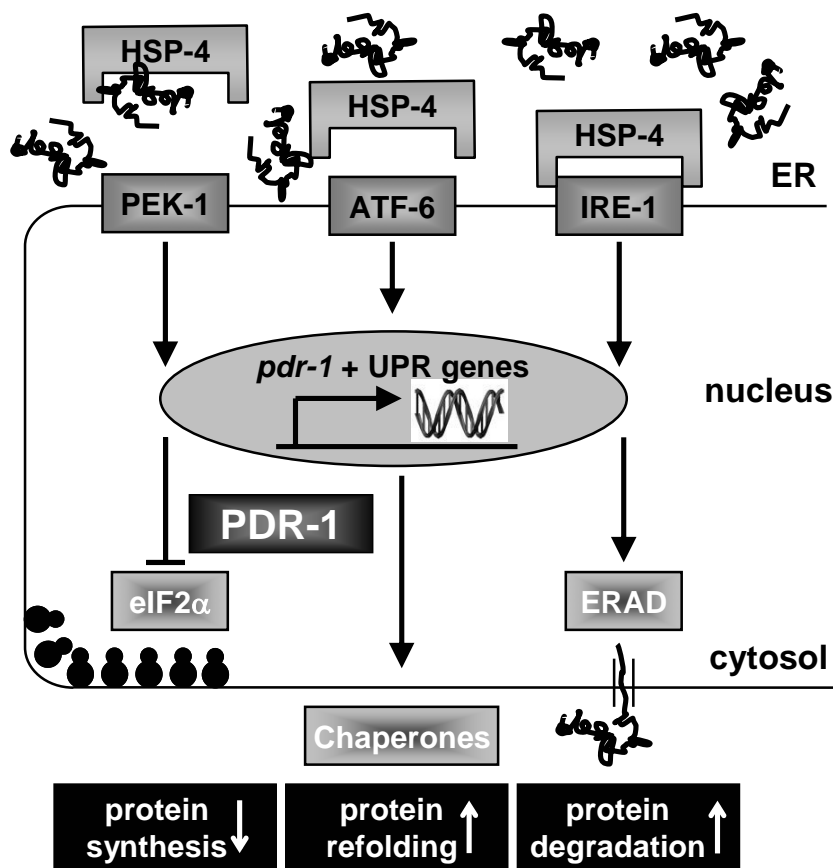 HSP-4
HSP-4
HSP-4
ER
PEK-1
ATF-6
IRE-1
pdr-1 + UPR genes
nucleus
PDR-1
eIF2α
ERAD
cytosol
Chaperones
protein
synthesis
protein
refolding
protein
degradation